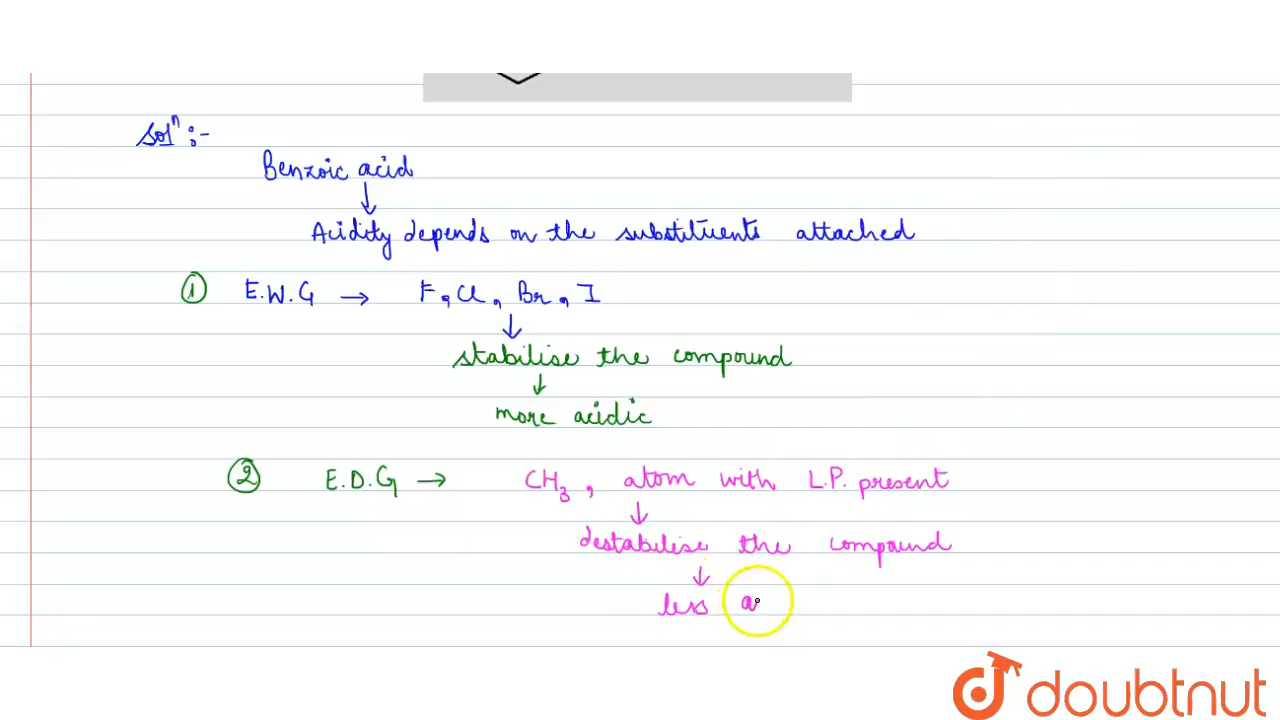 Solⁿ :-
Benzoic acid
↓
Acidity depends on the substituents attached
① E.W.G → F, Cl, Br, I
↓
stabilise the compound
↓
more acidic
② E.D.G → CH₃, atom with L.P. present
↓
destabilise the compound
↓
less a
doubtnut